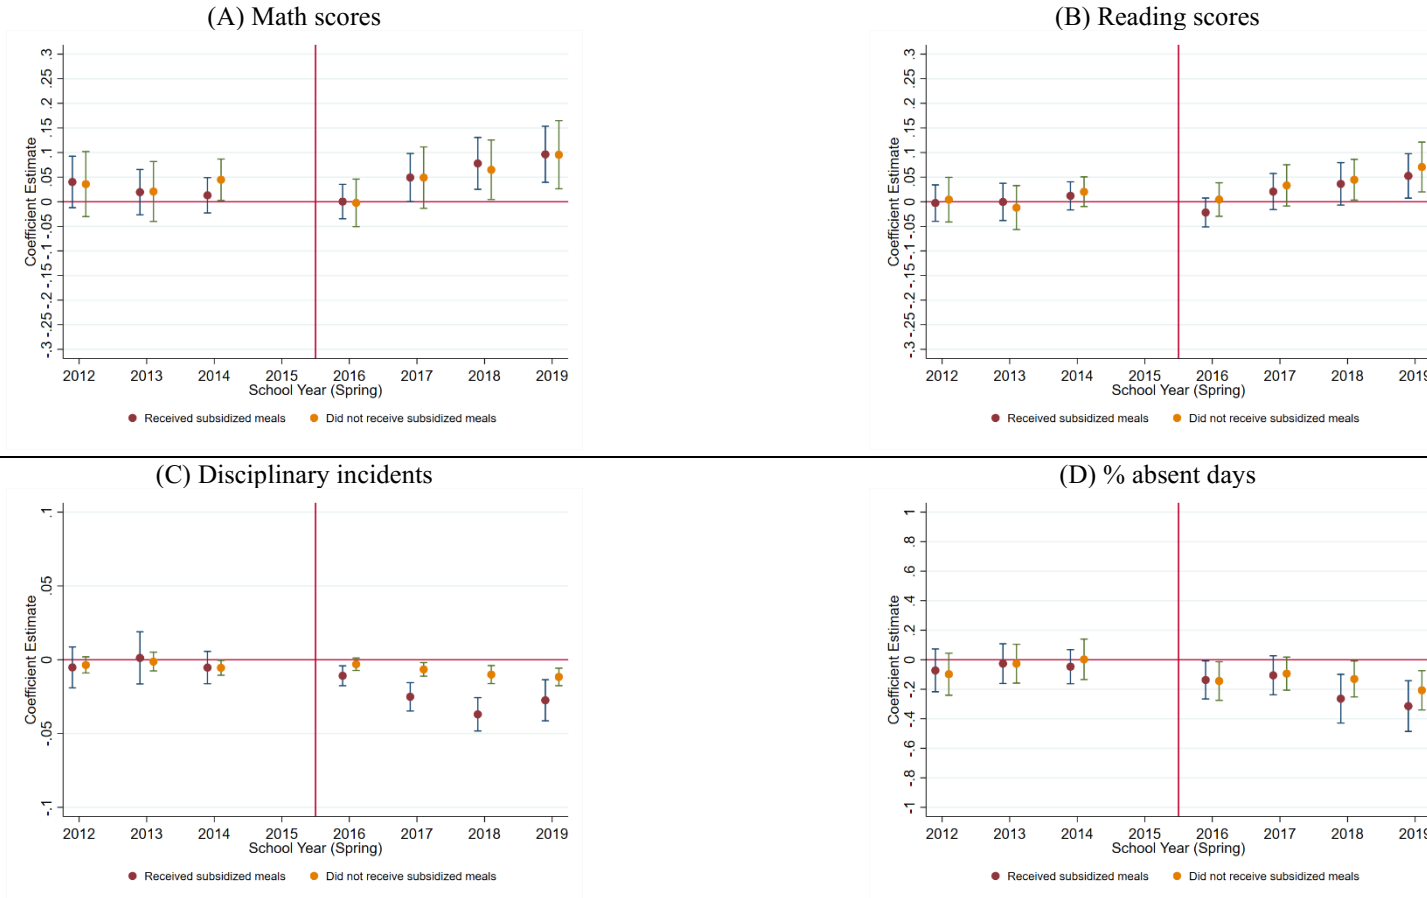 (A) Math scores
(B) Reading scores
.3
.25
.2
.15
.1
.05
0
-.05
-.1
-.15
-.2
-.25
-.3
Coefficient Estimate
2012 2013 2014 2015 2016 2017 2018 2019
School Year (Spring)
Received subsidized meals Did not receive subsidized meals
.3
.25
.2
.15
.1
.05
0
-.05
-.1
-.15
-.2
-.25
-.3
Coefficient Estimate
2012 2013 2014 2015 2016 2017 2018 2019
School Year (Spring)
Received subsidized meals Did not receive subsidized meals
(C) Disciplinary incidents
(D) % absent days
.1
.05
0
-.05
-.1
Coefficient Estimate
2012 2013 2014 2015 2016 2017 2018 2019
School Year (Spring)
Received subsidized meals Did not receive subsidized meals
1
.8
.6
.4
.2
0
-.2
-.4
-.6
-.8
-1
Coefficient Estimate
2012 2013 2014 2015 2016 2017 2018 2019
School Year (Spring)
Received subsidized meals Did not receive subsidized meals